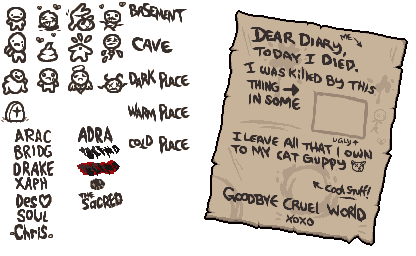 BASEMENT
CAVE
DARK PLACE
WARM PLACE
COLD PLACE
ARAC
BRIDG
DRAKE
XAPH
Des♡
SOUL
-Chris-
ADRA
THE
SACRED
DEAR DIARY,
ME
TODAY I DIED.
I WAS KILLED BY THIS
THING →
IN SOME
UGLY↑
I LEAVE ALL THAT I OWN
TO MY CAT GUPPY
↖ Cool Stuff!
GOODBYE CRUEL WORLD
XOXO